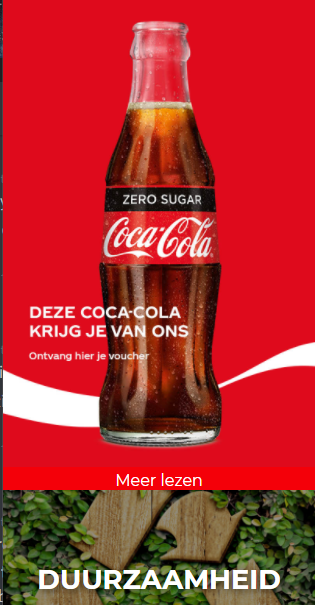 ZERO SUGAR
Coca-Cola
DEZE COCA-COLA
KRIJG JE VAN ONS
Ontvang hier je voucher
Meer lezen
DUURZAAMHEID